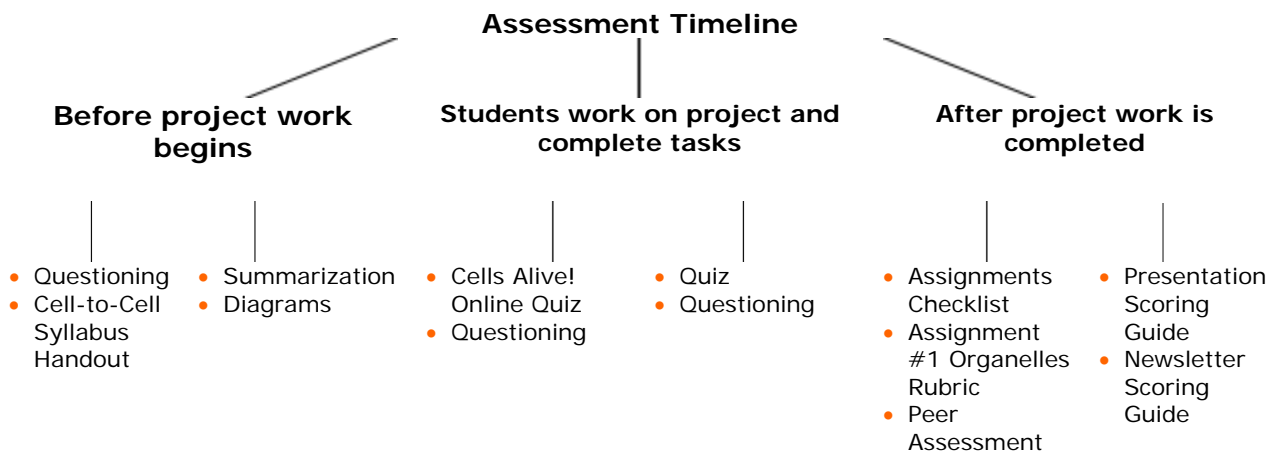 Assessment Timeline
Before project work
begins
Students work on project and
complete tasks
After project work is
completed
• Questioning
• Cell-to-Cell
Syllabus
Handout
• Summarization
• Diagrams
• Cells Alive!
Online Quiz
• Questioning
• Quiz
• Questioning
• Assignments
Checklist
• Assignment
#1 Organelles
Rubric
• Peer
Assessment
• Presentation
Scoring
Guide
• Newsletter
Scoring
Guide